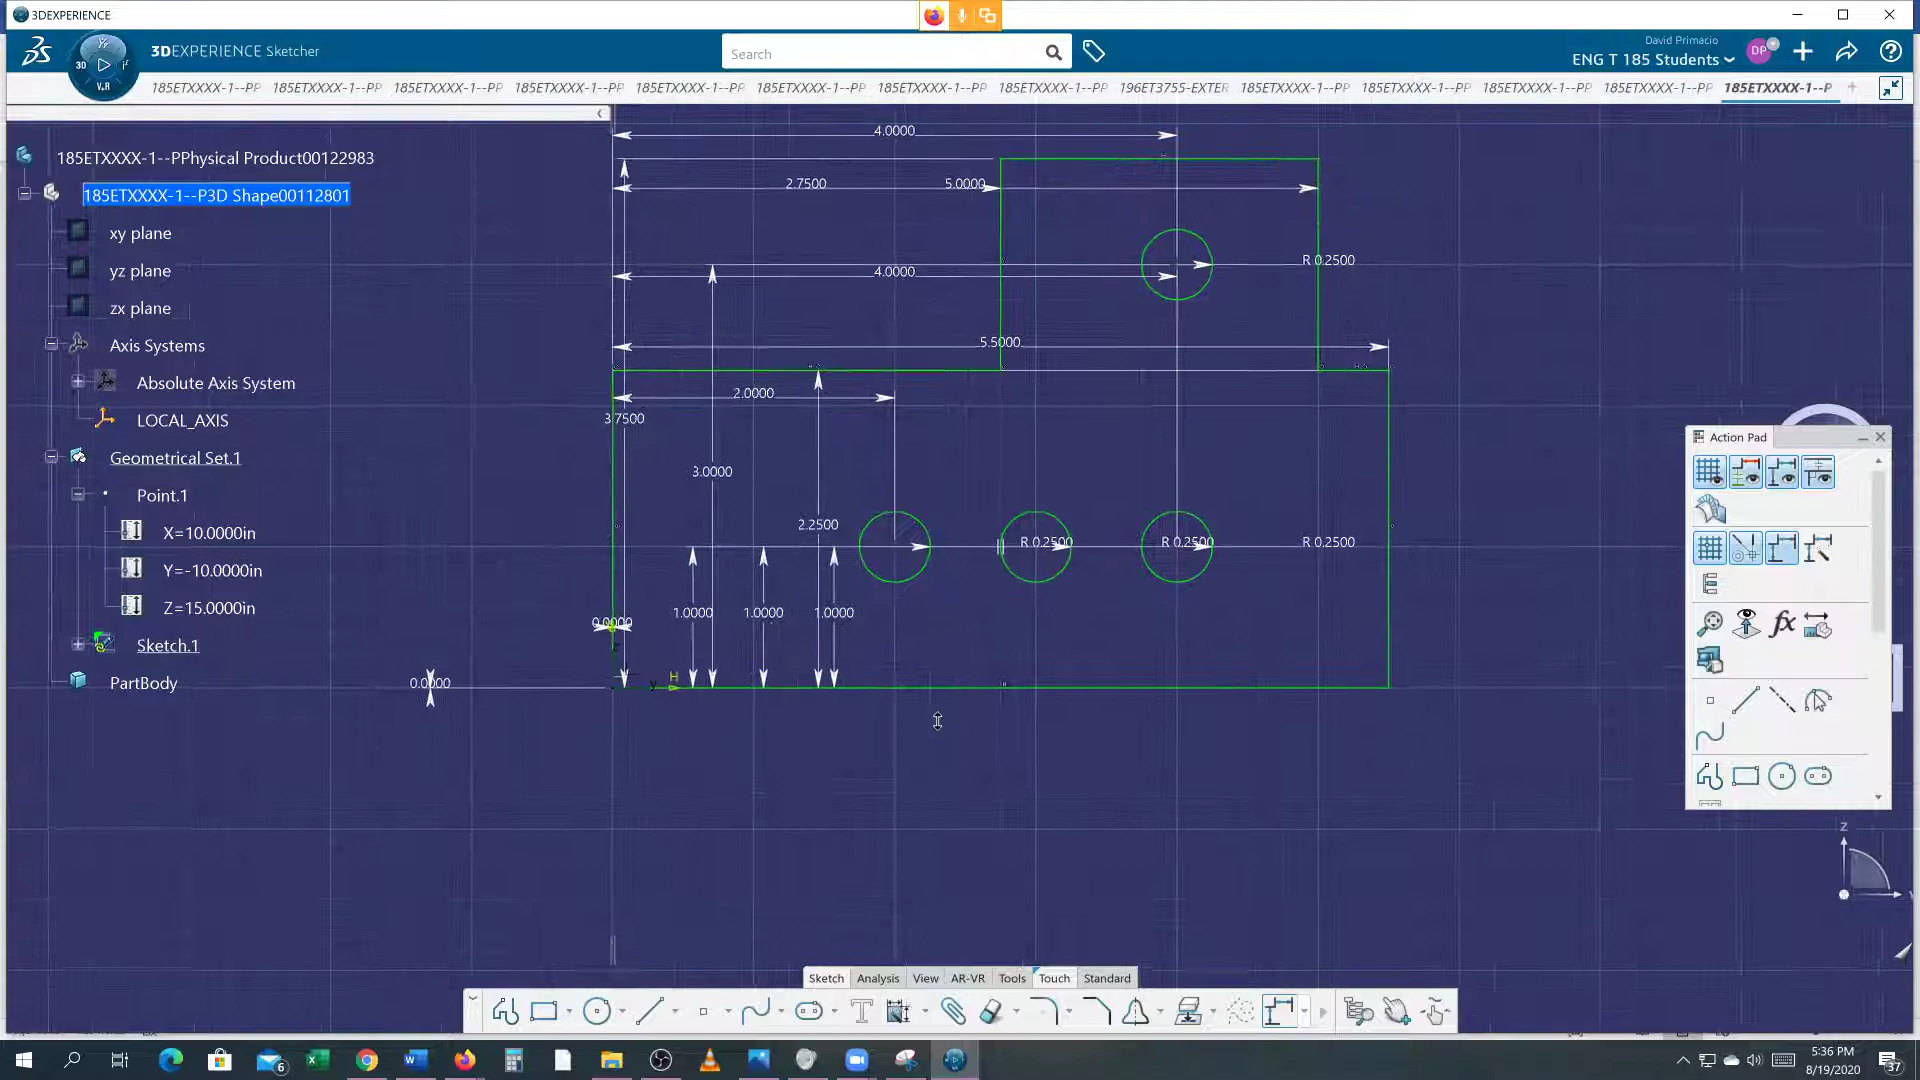 3DEXPERIENCE
3DEXPERIENCE Sketcher
Search
David Primacio
ENG T 185 Students
DP
3D
V.R
185ETXXXX-1--PP 185ETXXXX-1--PP 185ETXXXX-1--PP 185ETXXXX-1--PP 185ETXXXX-1--PP 185ETXXXX-1--PP 185ETXXXX-1--PP 185ETXXXX-1--PP 196ET3755-EXTER 185ETXXXX-1--PP 185ETXXXX-1--PP 185ETXXXX-1--PP 185ETXXXX-1--PP 185ETXXXX-1--P
185ETXXXX-1--PPhysical Product00122983
185ETXXXX-1--P3D Shape00112801
xy plane
yz plane
zx plane
Axis Systems
Absolute Axis System
LOCAL_AXIS
Geometrical Set.1
Point.1
X=10.0000in
Y=-10.0000in
Z=15.0000in
Sketch.1
PartBody
4.0000
2.7500
5.0000
R 0.2500
4.0000
5.5000
2.0000
3.7500
3.0000
2.2500
R 0.2500
R 0.2500
R 0.2500
1.0000
1.0000
1.0000
0.0000
0.0000
H
y
Action Pad
fx
Z
Sketch Analysis View AR-VR Tools Touch Standard
T
6
5:36 PM
8/19/2020
37